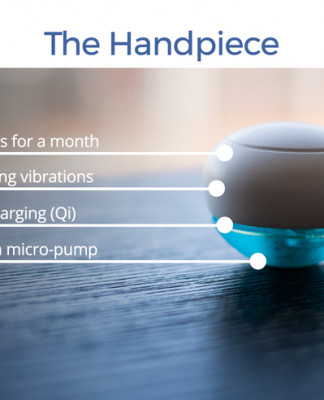 The Handpiece
s for a month
ng vibrations
arging (Qi)
micro-pump